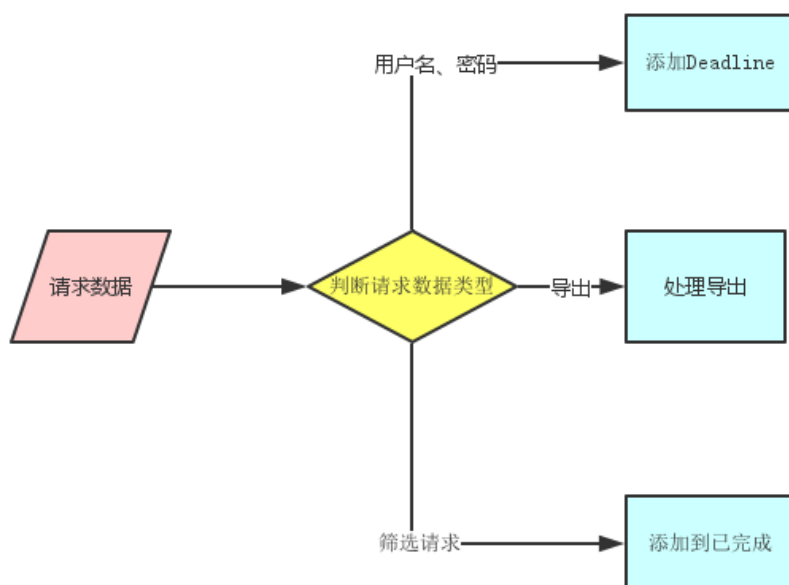 用户名、密码
添加Deadline
请求数据
判断请求数据类型
导出
处理导出
筛选请求
添加到已完成